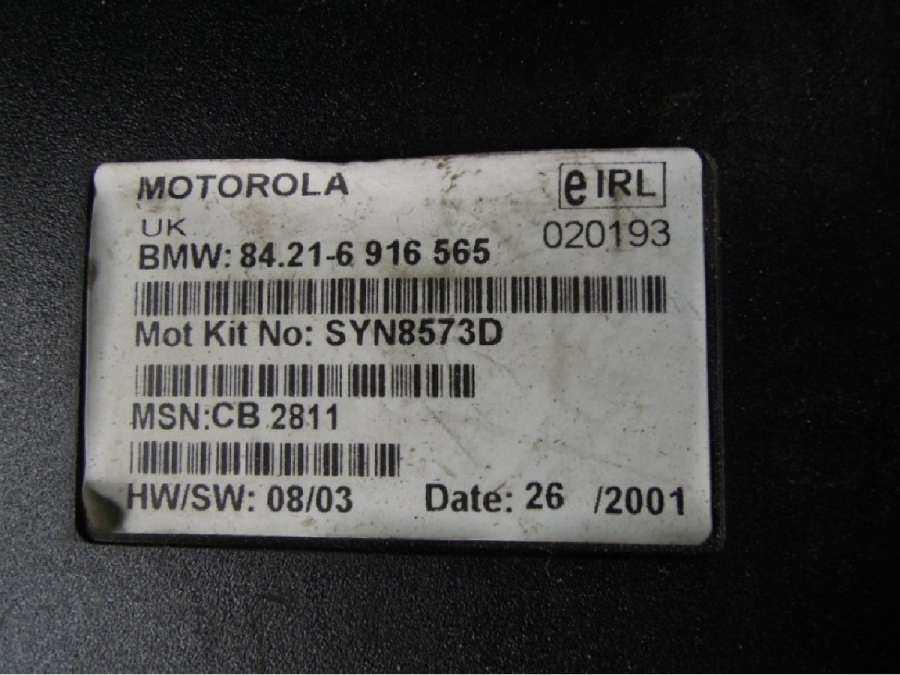 MOTOROLA
e IRL
UK
020193
BMW: 84.21-6 916 565
Mot Kit No: SYN8573D
MSN:CB 2811
HW/SW: 08/03 Date: 26 /2001